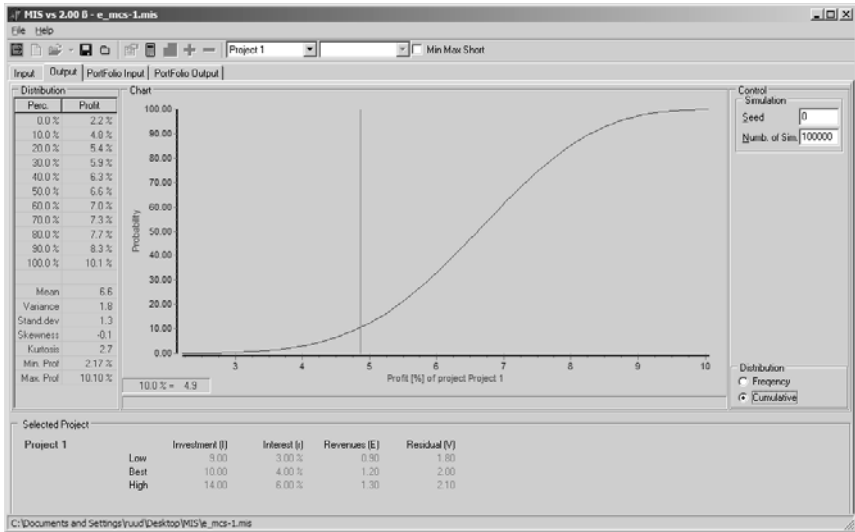 MIS vs 2.00 ß - e_mcs-1.mis
File Help
Project 1 Min Max Short
Input Output PortFolio Input PortFolio Output
Distribution
Perc. Profit
0.0 % 2.2 %
10.0 % 4.8 %
20.0 % 5.4 %
30.0 % 5.9 %
40.0 % 6.3 %
50.0 % 6.6 %
60.0 % 7.0 %
70.0 % 7.3 %
80.0 % 7.7 %
90.0 % 8.3 %
100.0 % 10.1 %
Mean 6.6
Variance 1.8
Stand.dev 1.3
Skewness -0.1
Kurtosis 2.7
Min. Prof 2.17 %
Max. Prof 10.10 %
Chart
100.00
90.00
80.00
70.00
60.00
50.00
40.00
30.00
20.00
10.00
0.00
Probability
3 4 5 6 7 8 9 10
Profit [%] of project Project 1
10.0 % = 4.9
Control
Simulation
Seed 0
Numb. of Sim. 100000
Distribution
Freqency
Cumulative
Selected Project
Project 1 Investment (I) Interest (r) Revenues (E) Residual (V)
Low 9.00 3.00 % 0.90 1.80
Best 10.00 4.00 % 1.20 2.00
High 14.00 6.00 % 1.30 2.10
C:\Documents and Settings\ruud\Desktop\MIS\e_mcs-1.mis